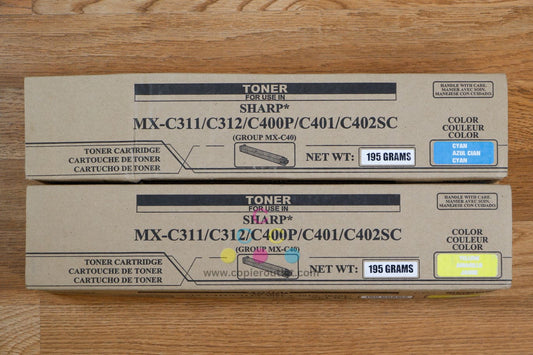 TONER
FOR USE IN
SHARP*
MX-C311/C312/C400P/C401/C402SC
(GROUP MX-C40)
HANDLE WITH CARE.
MANIER AVEC SOIN.
MANEJESE CON CUIDADO.
COLOR
COULEUR
COLOR
TONER CARTRIDGE
CARTOUCHE DE TONER
CARTUCHO DE TONER
NET WT: 195 GRAMS
CYAN
AZUL CIAN
CYAN
TONER
FOR USE IN
SHARP*
MX-C311/C312/C400P/C401/C402SC
(GROUP MX-C40)
HANDLE WITH CARE.
MANIER AVEC SOIN.
MANEJESE CON CUIDADO.
COLOR
COULEUR
COLOR
TONER CARTRIDGE
CARTOUCHE DE TONER
CARTUCHO DE TONER
NET WT: 195 GRAMS